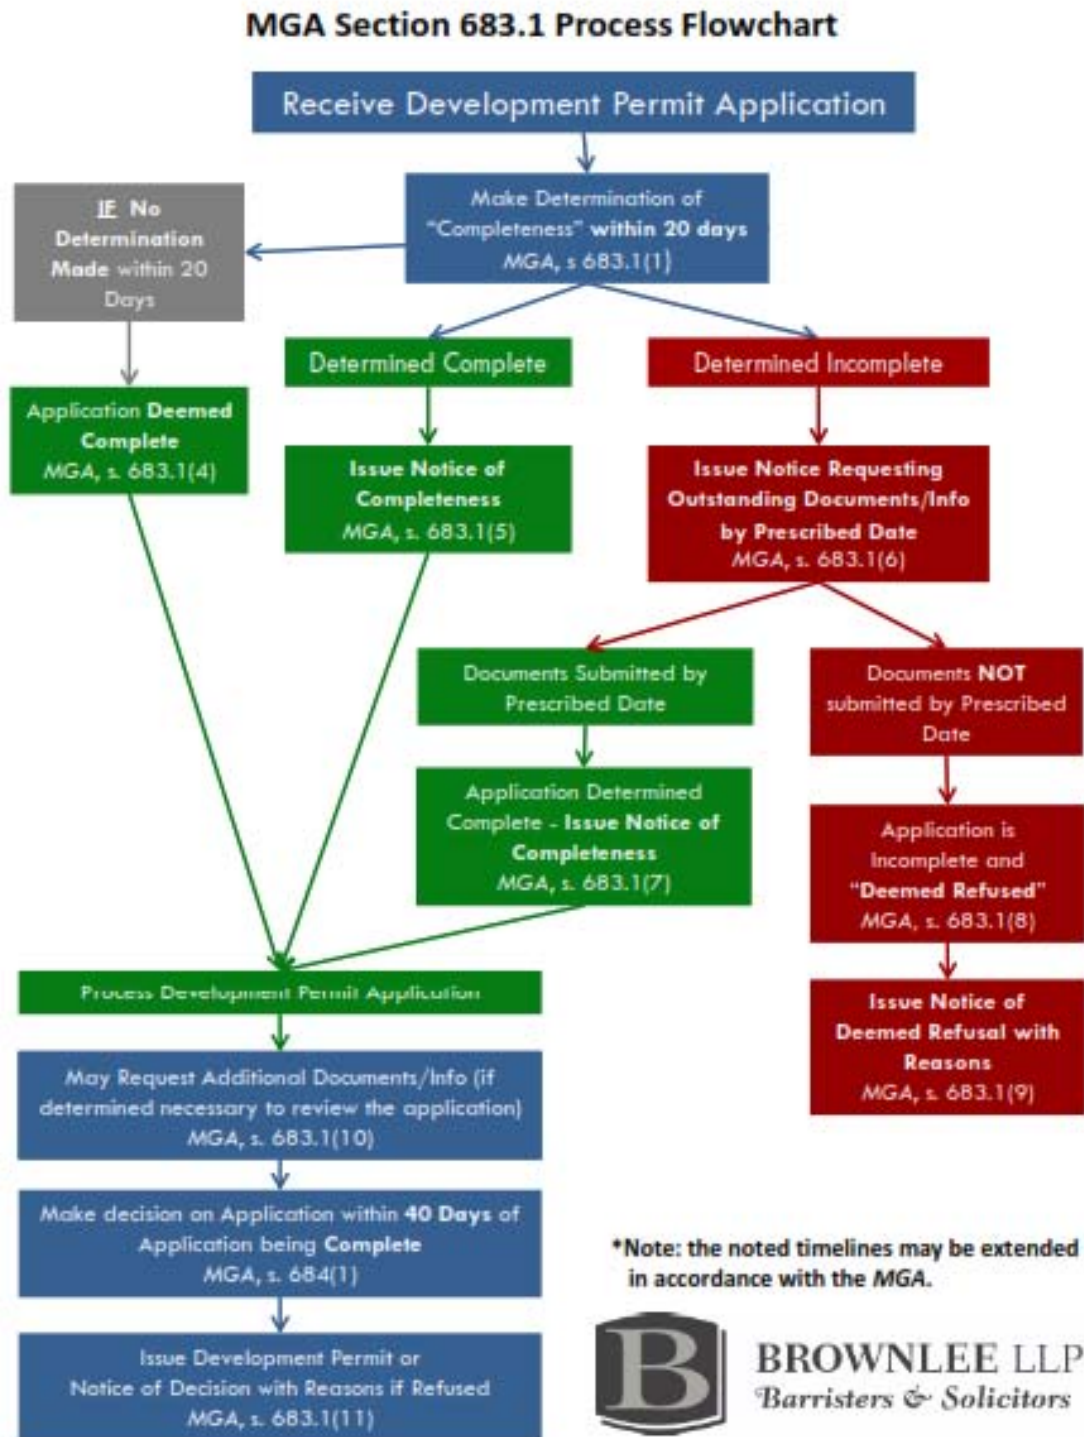 MGA Section 683.1 Process Flowchart
Receive Development Permit Application
Make Determination of
“Completeness” within 20 days
MGA, s 683.1(1)
IF No
Determination
Made within 20
Days
Application Deemed
Complete
MGA, s. 683.1(4)
Determined Complete
Issue Notice of
Completeness
MGA, s. 683.1(5)
Determined Incomplete
Issue Notice Requesting
Outstanding Documents/Info
by Prescribed Date
MGA, s. 683.1(6)
Documents Submitted by
Prescribed Date
Application Determined
Complete - Issue Notice of
Completeness
MGA, s. 683.1(7)
Documents NOT
submitted by Prescribed
Date
Application is
Incomplete and
“Deemed Refused”
MGA, s. 683.1(8)
Issue Notice of
Deemed Refusal with
Reasons
MGA, s. 683.1(9)
Process Development Permit Application
May Request Additional Documents/Info (if
determined necessary to review the application)
MGA, s. 683.1(10)
Make decision on Application within 40 Days of
Application being Complete
MGA, s. 684(1)
Issue Development Permit or
Notice of Decision with Reasons if Refused
MGA, s. 683.1(11)
*Note: the noted timelines may be extended
in accordance with the MGA.
B
BROWNLEE LLP
Barristers & Solicitors